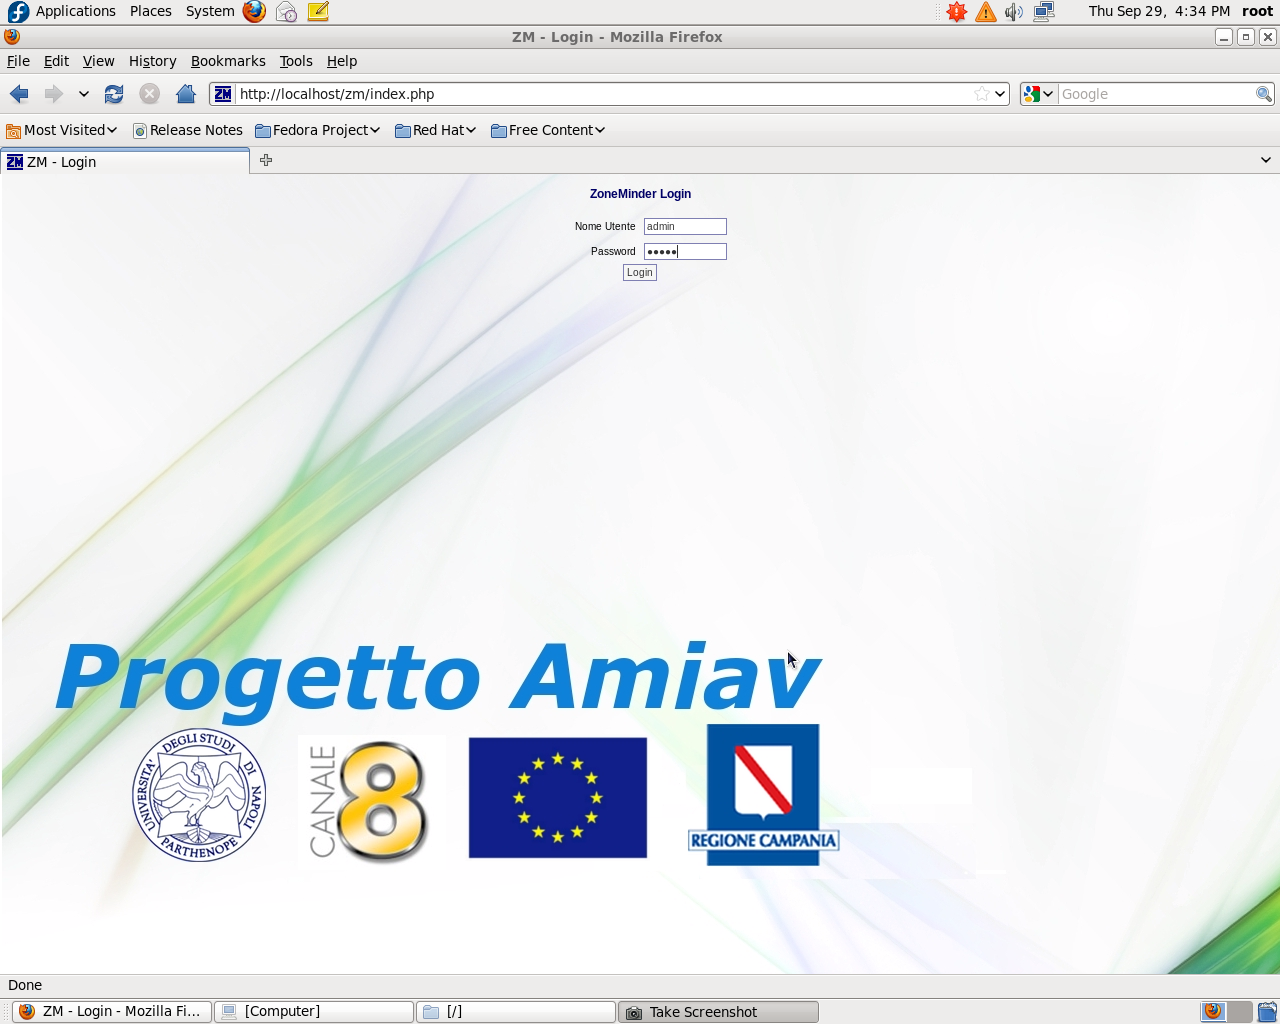 Applications Places System Thu Sep 29, 4:34 PM root
ZM - Login - Mozilla Firefox
File Edit View History Bookmarks Tools Help
ZM http://localhost/zm/index.php Google
Most Visited Release Notes Fedora Project Red Hat Free Content
ZM ZM - Login
ZoneMinder Login
Nome Utente admin
Password •••••
Login
Progetto Amiav
UNIVERSITA' DEGLI STUDI DI NAPOLI PARTHENOPE
CANALE 8
REGIONE CAMPANIA
Done
ZM - Login - Mozilla Fi... [Computer] [/] Take Screenshot